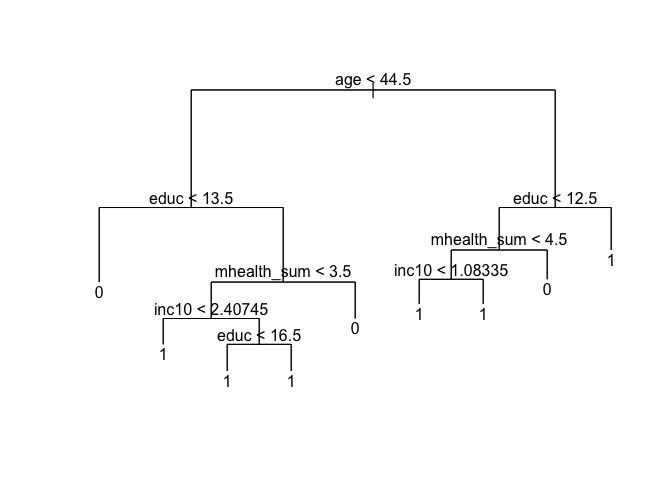 age < 44.5
educ < 13.5
educ < 12.5
mhealth_sum < 4.5
1
mhealth_sum < 3.5
inc10 < 1.08335
0
0
inc10 < 2.40745
1
1
0
educ < 16.5
1
1
1